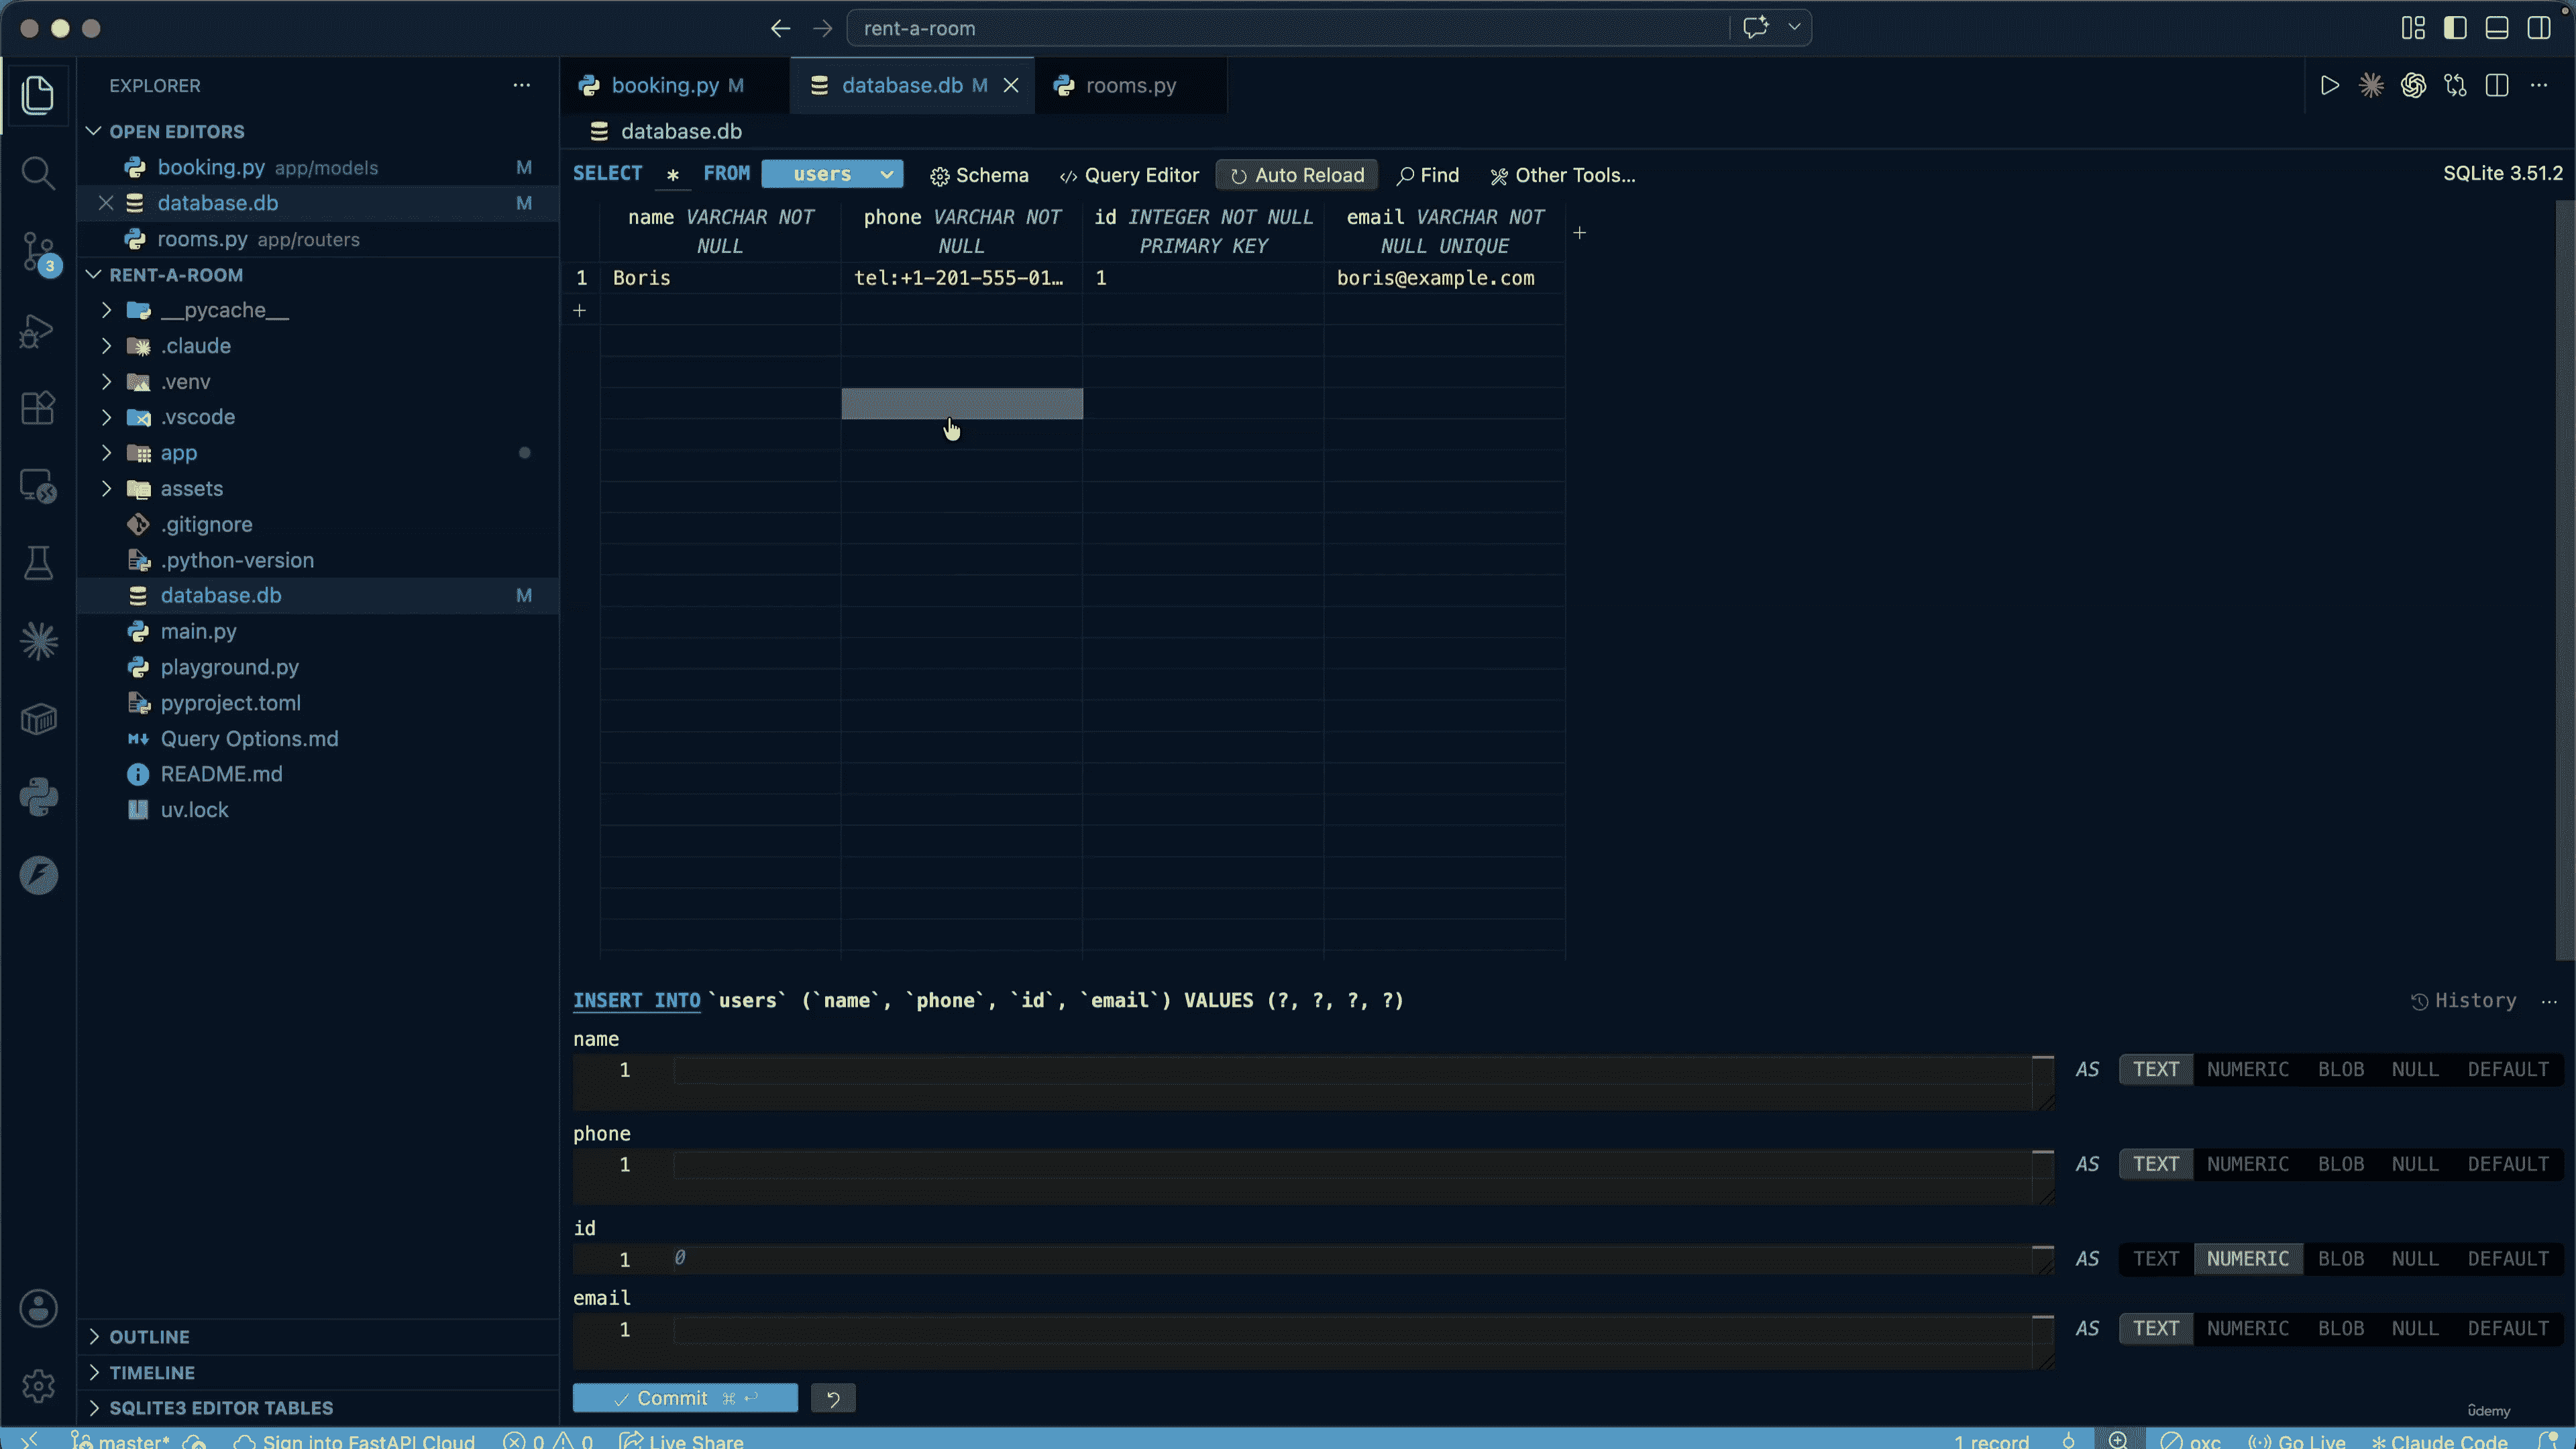 rent-a-room
EXPLORER
OPEN EDITORS
booking.py app/models M
database.db M
rooms.py app/routers
RENT-A-ROOM
__pycache__
.claude
.venv
.vscode
app
assets
.gitignore
.python-version
database.db M
main.py
playground.py
pyproject.toml
Query Options.md
README.md
uv.lock
OUTLINE
TIMELINE
SQLITE3 EDITOR TABLES
3
booking.py M
database.db M
rooms.py
database.db
SELECT * FROM users Schema Query Editor Auto Reload Find Other Tools... SQLite 3.51.2
name VARCHAR NOT NULL
phone VARCHAR NOT NULL
id INTEGER NOT NULL PRIMARY KEY
email VARCHAR NOT NULL UNIQUE
1 Boris tel:+1-201-555-01… 1 boris@example.com
INSERT INTO `users` (`name`, `phone`, `id`, `email`) VALUES (?, ?, ?, ?) History
name
1 AS TEXT NUMERIC BLOB NULL DEFAULT
phone
1 AS TEXT NUMERIC BLOB NULL DEFAULT
id
1 0 AS TEXT NUMERIC BLOB NULL DEFAULT
email
1 AS TEXT NUMERIC BLOB NULL DEFAULT
Commit ⌘ ↩
ûdemy
master* Sign into FastAPI Cloud 0 0 Live Share 1 record oxc Go Live Claude Code